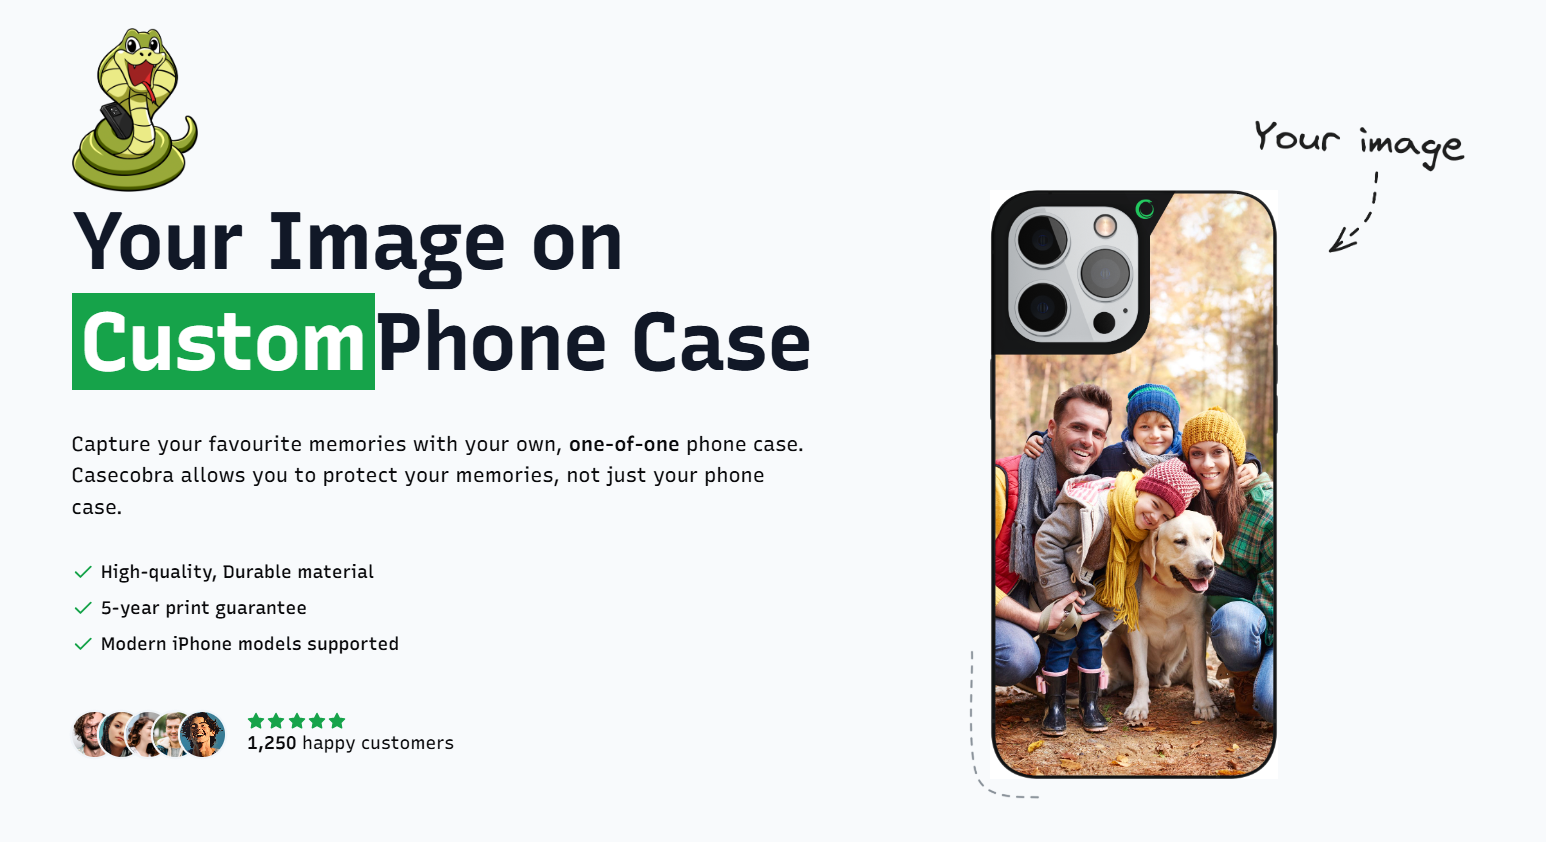 Your image
Your Image on
Custom Phone Case
Capture your favourite memories with your own, one-of-one phone case.
Casecobra allows you to protect your memories, not just your phone
case.
High-quality, Durable material
5-year print guarantee
Modern iPhone models supported
1,250 happy customers